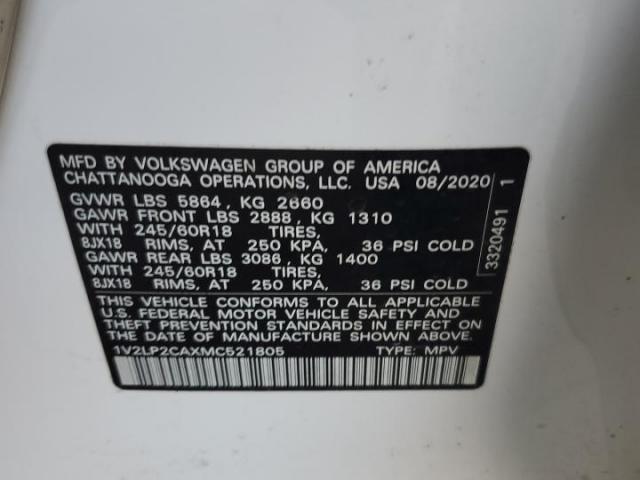 MFD BY VOLKSWAGEN GROUP OF AMERICA
CHATTANOOGA OPERATIONS, LLC. USA 08/2020
GVWR LBS 5864, KG 2660
GAWR FRONT LBS 2888, KG 1310
WITH 245/60R18 TIRES,
8JX18 RIMS, AT 250 KPA, 36 PSI COLD
GAWR REAR LBS 3086, KG 1400
WITH 245/60R18 TIRES,
8JX18 RIMS, AT 250 KPA, 36 PSI COLD
THIS VEHICLE CONFORMS TO ALL APPLICABLE
U.S. FEDERAL MOTOR VEHICLE SAFETY AND
THEFT PREVENTION STANDARDS IN EFFECT ON
THE DATE OF MANUFACTURE SHOWN ABOVE.
1V2LP2CAXMC521805 TYPE: MPV
3320491 1